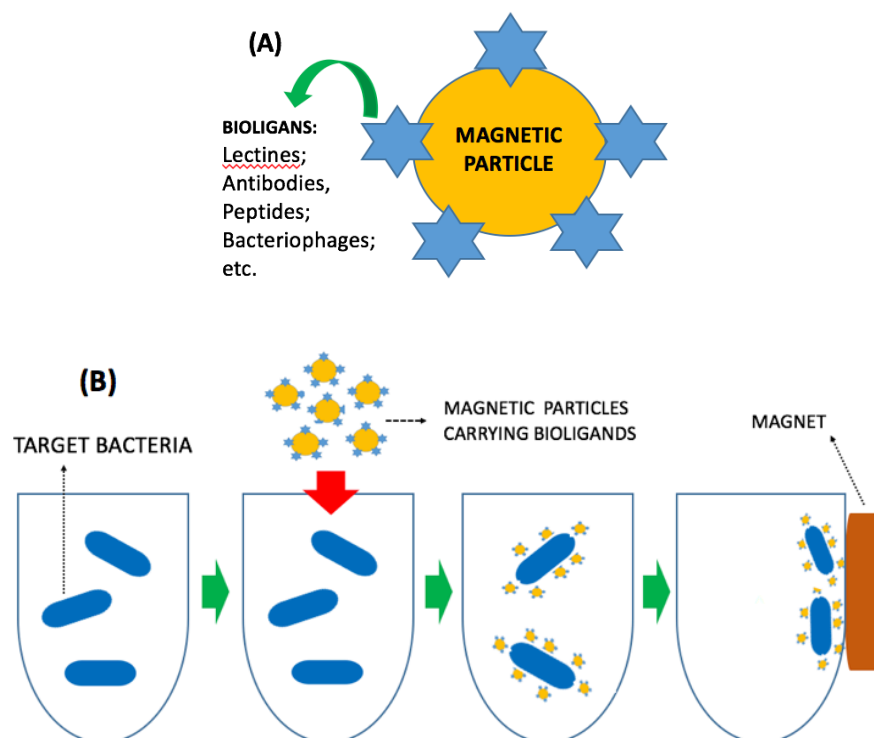 (A)
BIOLIGANS:
Lectines;
Antibodies,
Peptides;
Bacteriophages;
etc.
MAGNETIC
PARTICLE
(B)
TARGET BACTERIA
MAGNETIC PARTICLES
CARRYING BIOLIGANDS
MAGNET